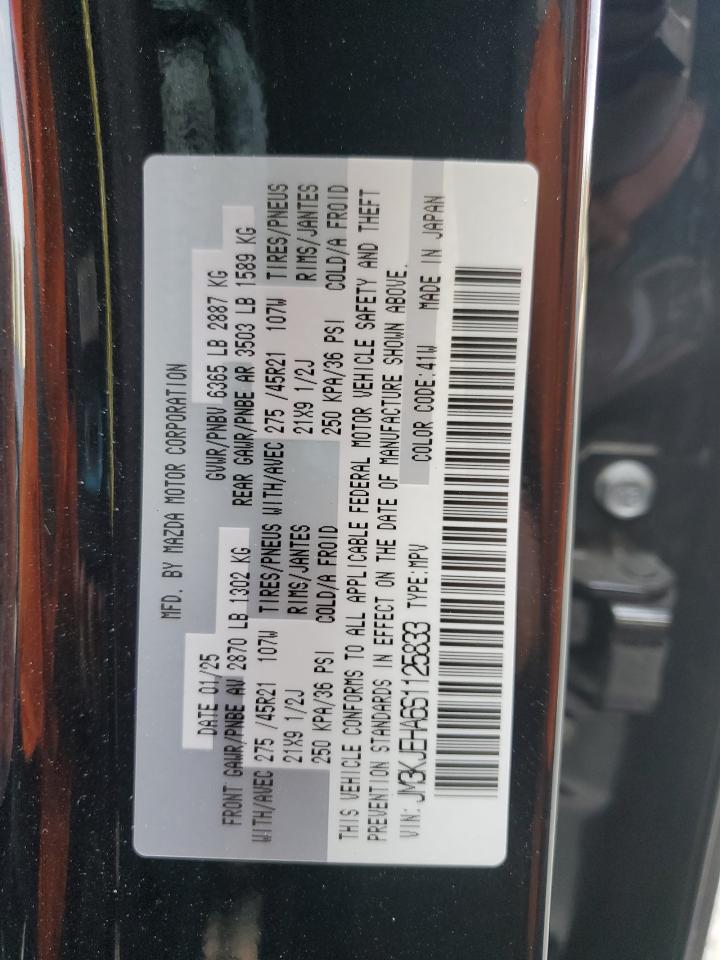 MFD. BY MAZDA MOTOR CORPORATION
DATE 01/25 GVWR/PNBV 6365 LB 2887 KG
FRONT GAWR/PNBE AV 2870 LB 1302 KG REAR GAWR/PNBE AR 3503 LB 1589 KG
WITH/AVEC 275 /45R21 107W TIRES/PNEUS WITH/AVEC 275 /45R21 107W TIRES/PNEUS
21X9 1/2J RIMS/JANTES 21X9 1/2J RIMS/JANTES
250 KPA/36 PSI COLD/A FROID 250 KPA/36 PSI COLD/A FROID
THIS VEHICLE CONFORMS TO ALL APPLICABLE FEDERAL MOTOR VEHICLE SAFETY AND THEFT
PREVENTION STANDARDS IN EFFECT ON THE DATE OF MANUFACTURE SHOWN ABOVE.
VIN: JM3KJEHA6S1125833 TYPE:MPV COLOR CODE:41W MADE IN JAPAN